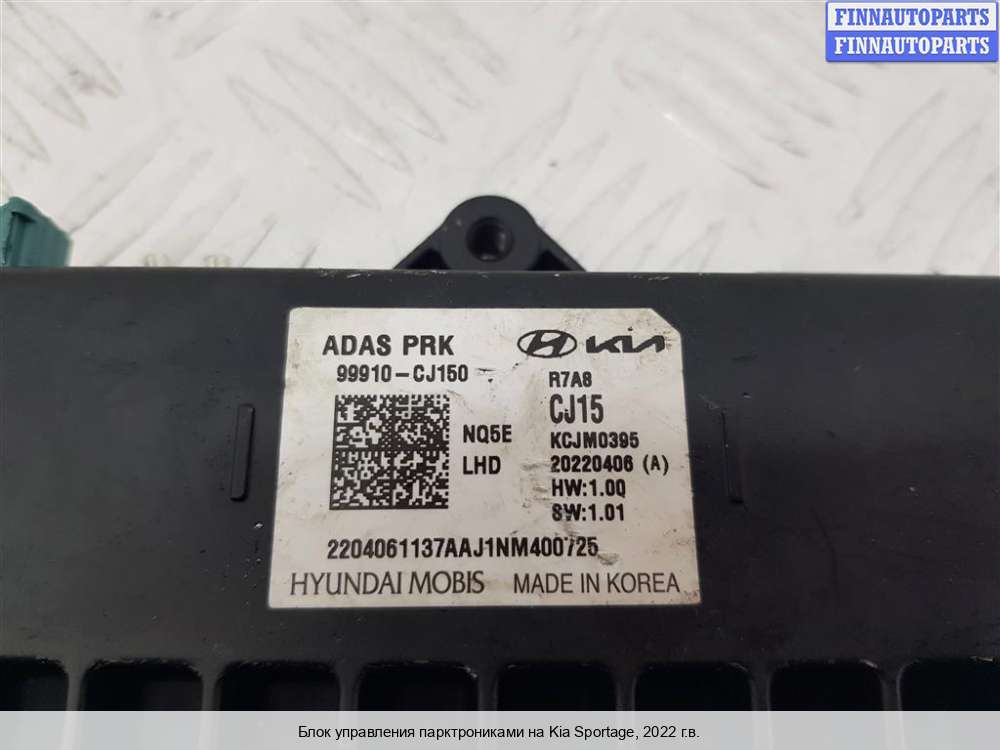 FINNAUTOPARTS
FINNAUTOPARTS
ADAS PRK
KIA
99910-CJ150
R7A8
CJ15
NQ5E
KCJM0395
LHD
20220406 (A)
HW:1.00
SW:1.01
2204061137AAJ1NM400725
HYUNDAI MOBIS MADE IN KOREA
Блок управления парктрониками на Kia Sportage, 2022 г.в.